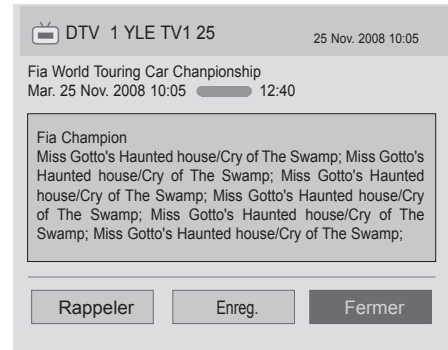 DTV 1 YLE TV1 25
25 Nov. 2008 10:05
Fia World Touring Car Chanpionship
Mar. 25 Nov. 2008 10:05 12:40
Fia Champion
Miss Gotto's Haunted house/Cry of The Swamp; Miss Gotto's
Haunted house/Cry of The Swamp; Miss Gotto's Haunted
house/Cry of The Swamp; Miss Gotto's Haunted house/Cry
of The Swamp; Miss Gotto's Haunted house/Cry of The
Swamp; Miss Gotto's Haunted house/Cry of The Swamp;
Rappeler
Enreg.
Fermer